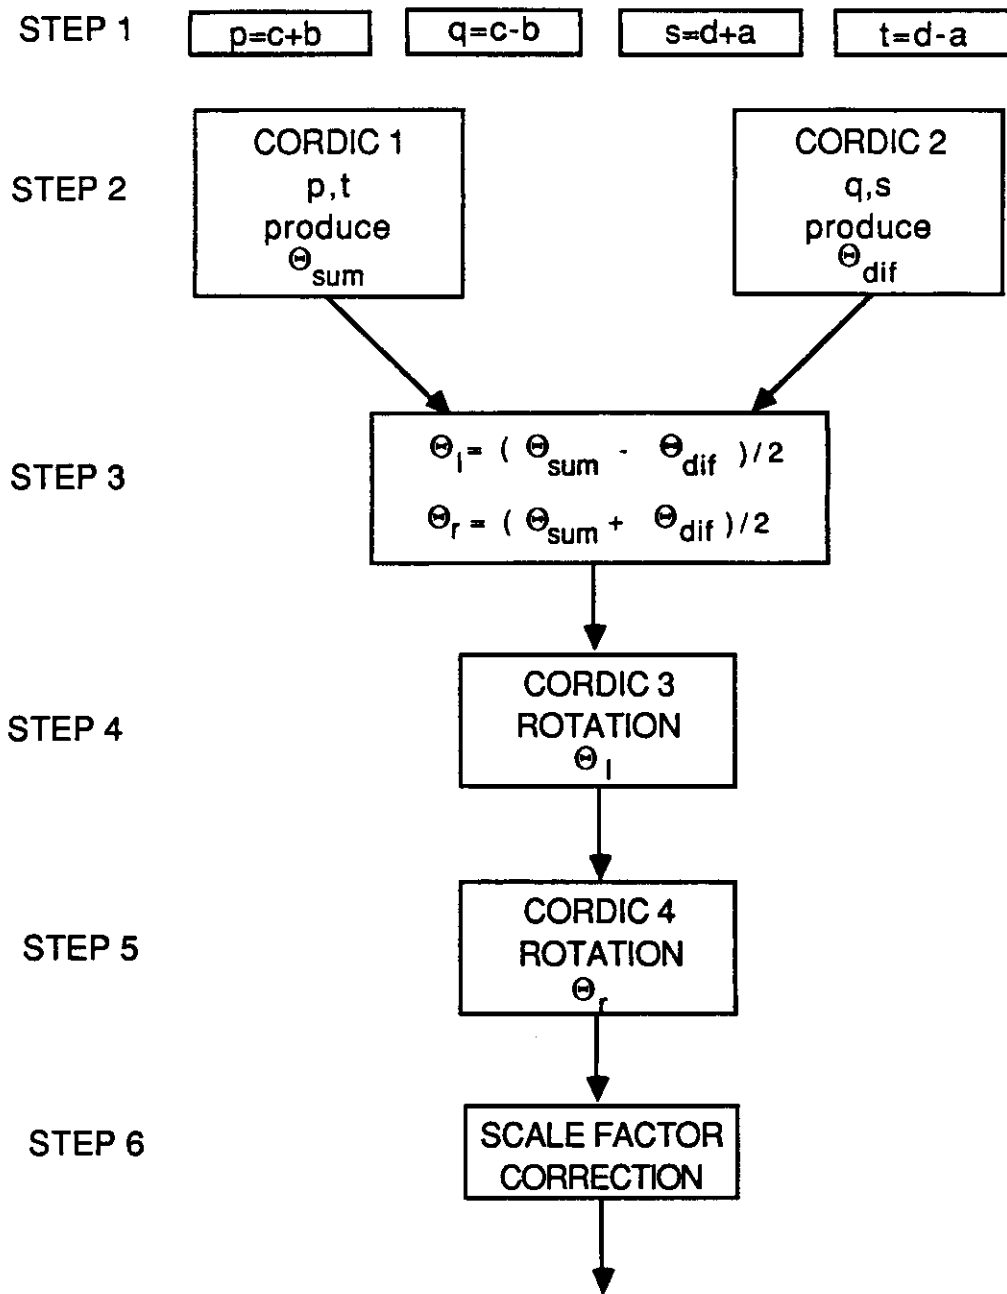 STEP 1
p=c+b
q=c-b
s=d+a
t=d-a
STEP 2
CORDIC 1
p,t
produce
Θsum
CORDIC 2
q,s
produce
Θdif
STEP 3
Θl= ( Θsum - Θdif )/2
Θr= ( Θsum + Θdif )/2
STEP 4
CORDIC 3
ROTATION
Θl
STEP 5
CORDIC 4
ROTATION
Θr
STEP 6
SCALE FACTOR
CORRECTION